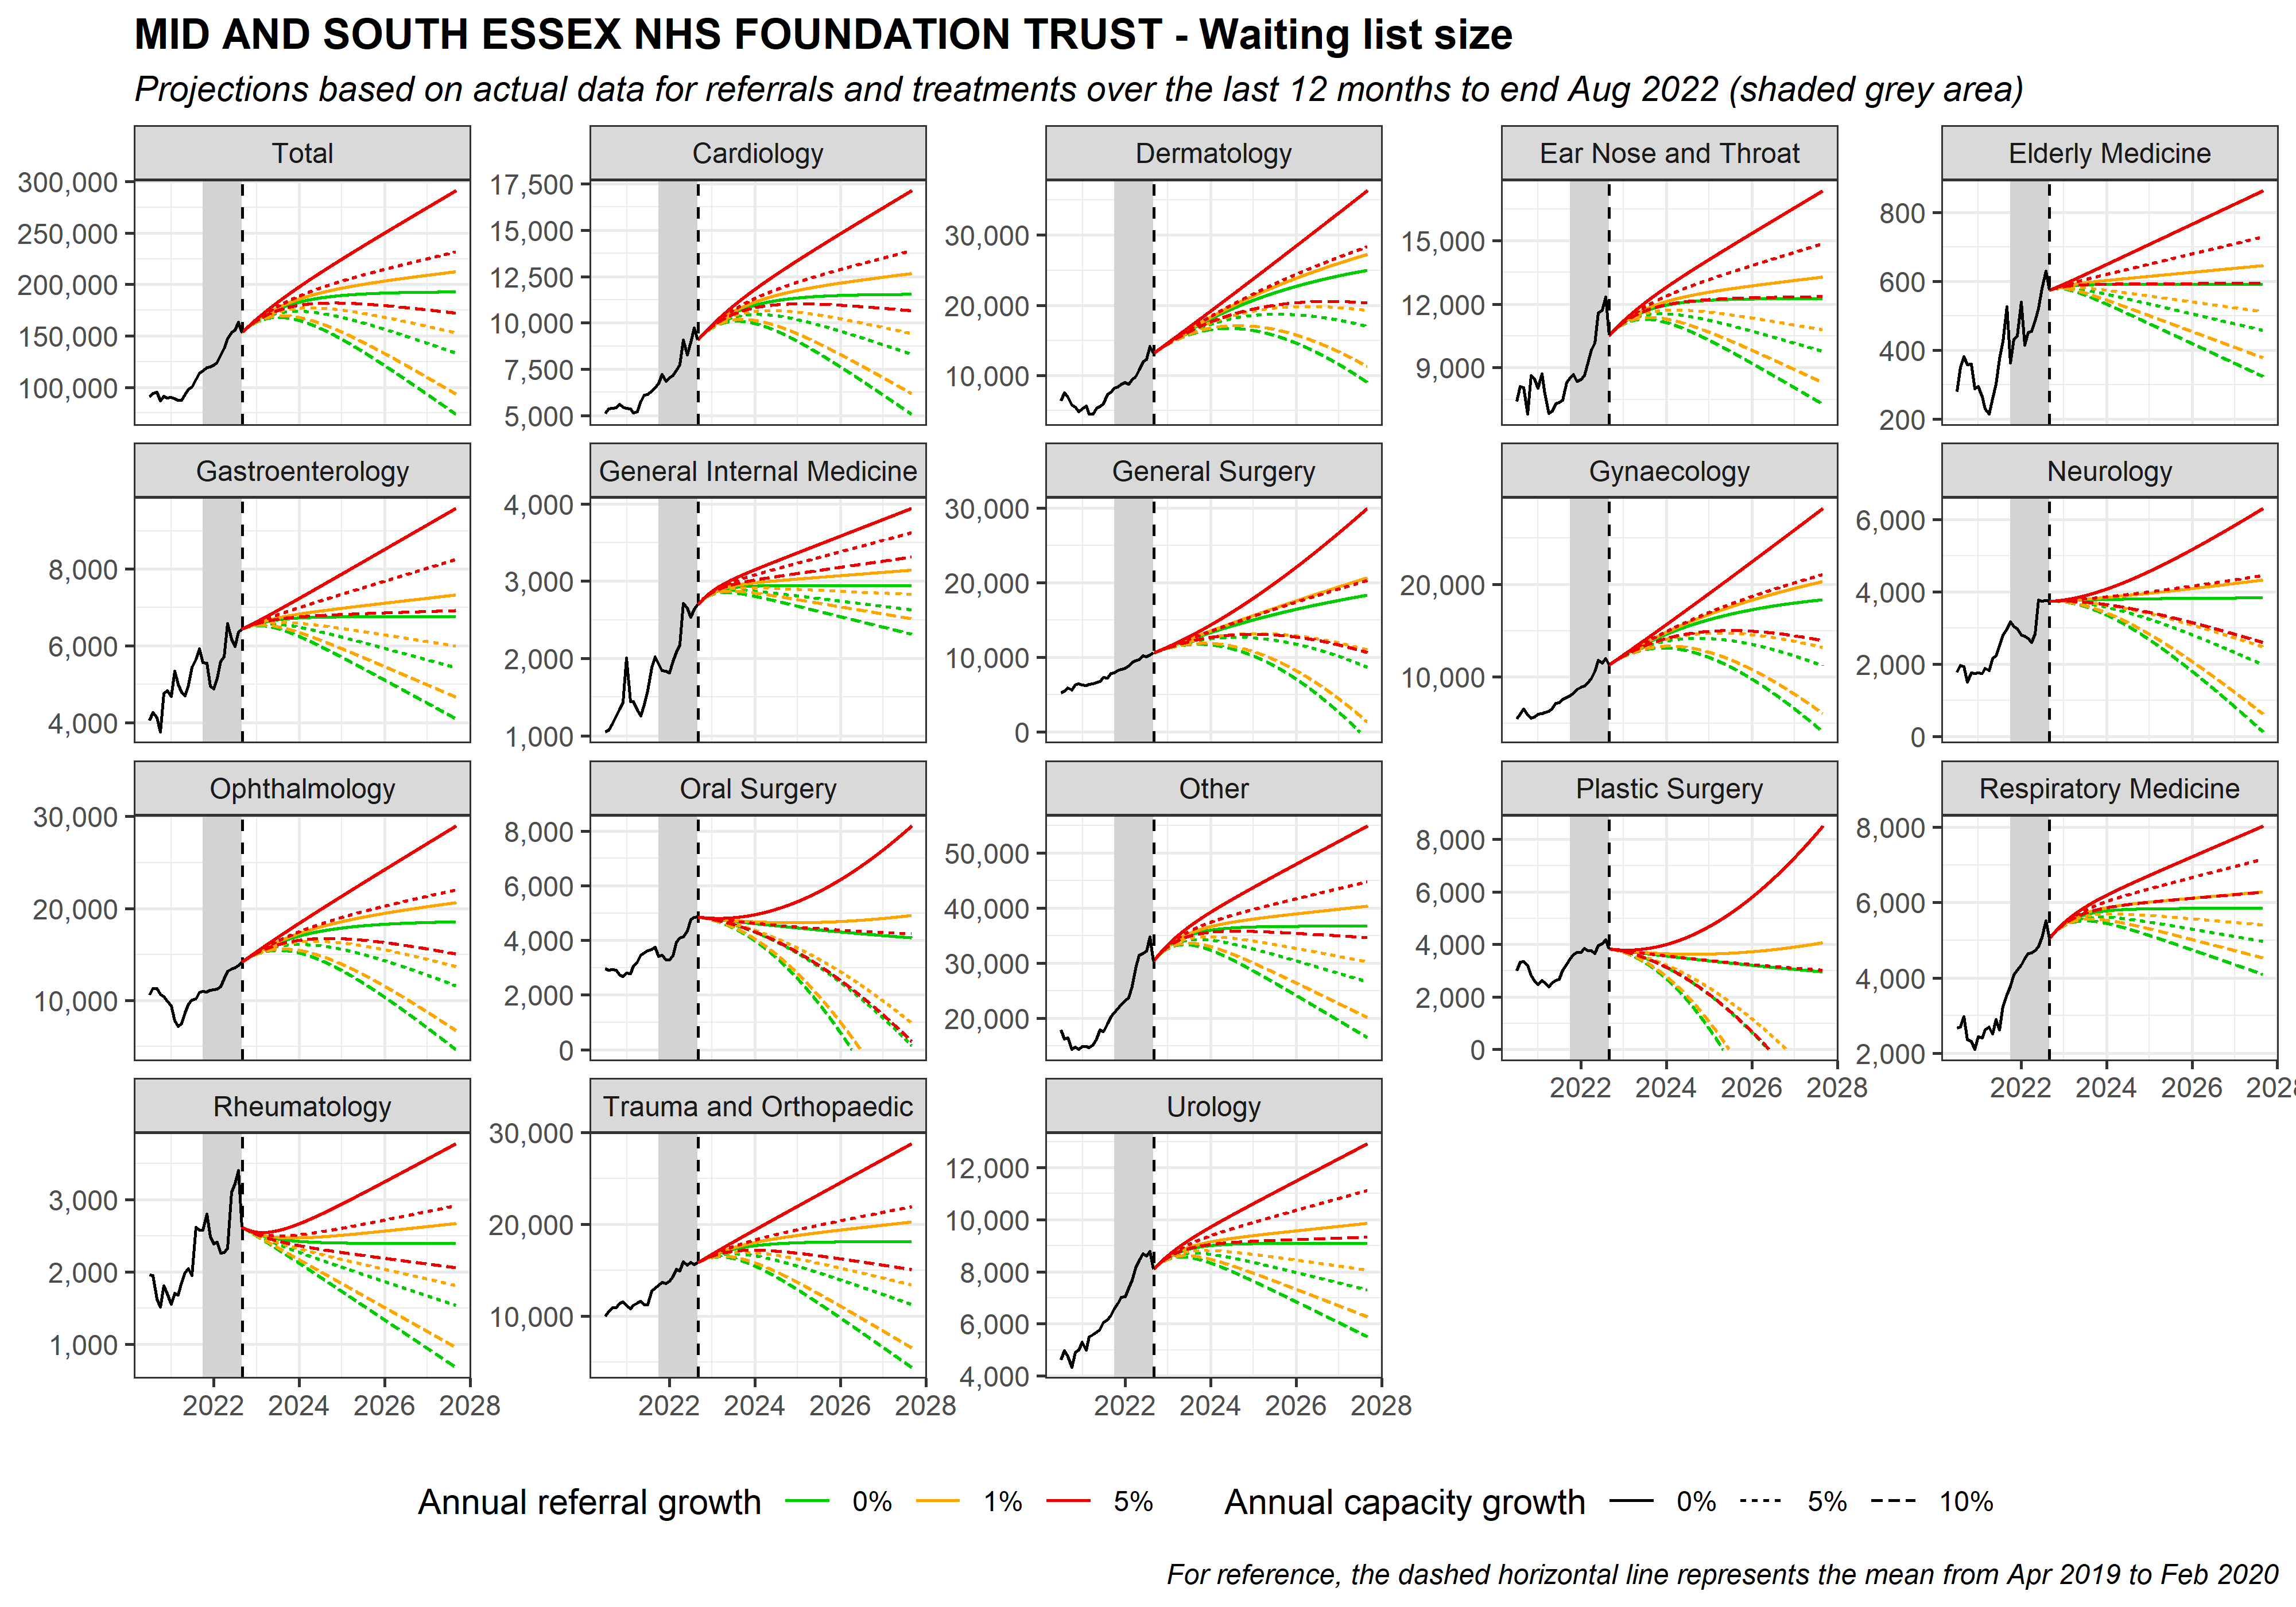 MID AND SOUTH ESSEX NHS FOUNDATION TRUST - Waiting list size
Projections based on actual data for referrals and treatments over the last 12 months to end Aug 2022 (shaded grey area)
Total
300,000
250,000
200,000
150,000
100,000
Cardiology
17,500
15,000
12,500
10,000
7,500
5,000
Dermatology
30,000
20,000
10,000
Ear Nose and Throat
15,000
12,000
9,000
Elderly Medicine
800
600
400
200
Gastroenterology
8,000
6,000
4,000
General Internal Medicine
4,000
3,000
2,000
1,000
General Surgery
30,000
20,000
10,000
0
Gynaecology
20,000
10,000
Neurology
6,000
4,000
2,000
0
Ophthalmology
30,000
20,000
10,000
Oral Surgery
8,000
6,000
4,000
2,000
0
Other
50,000
40,000
30,000
20,000
Plastic Surgery
8,000
6,000
4,000
2,000
0
2022 2024 2026 2028
Respiratory Medicine
8,000
6,000
4,000
2,000
2022 2024 2026 202
Rheumatology
3,000
2,000
1,000
2022 2024 2026 2028
Trauma and Orthopaedic
30,000
20,000
10,000
2022 2024 2026 2028
Urology
12,000
10,000
8,000
6,000
4,000
2022 2024 2026 2028
Annual referral growth 0% 1% 5% Annual capacity growth 0% 5% 10%
For reference, the dashed horizontal line represents the mean from Apr 2019 to Feb 2020